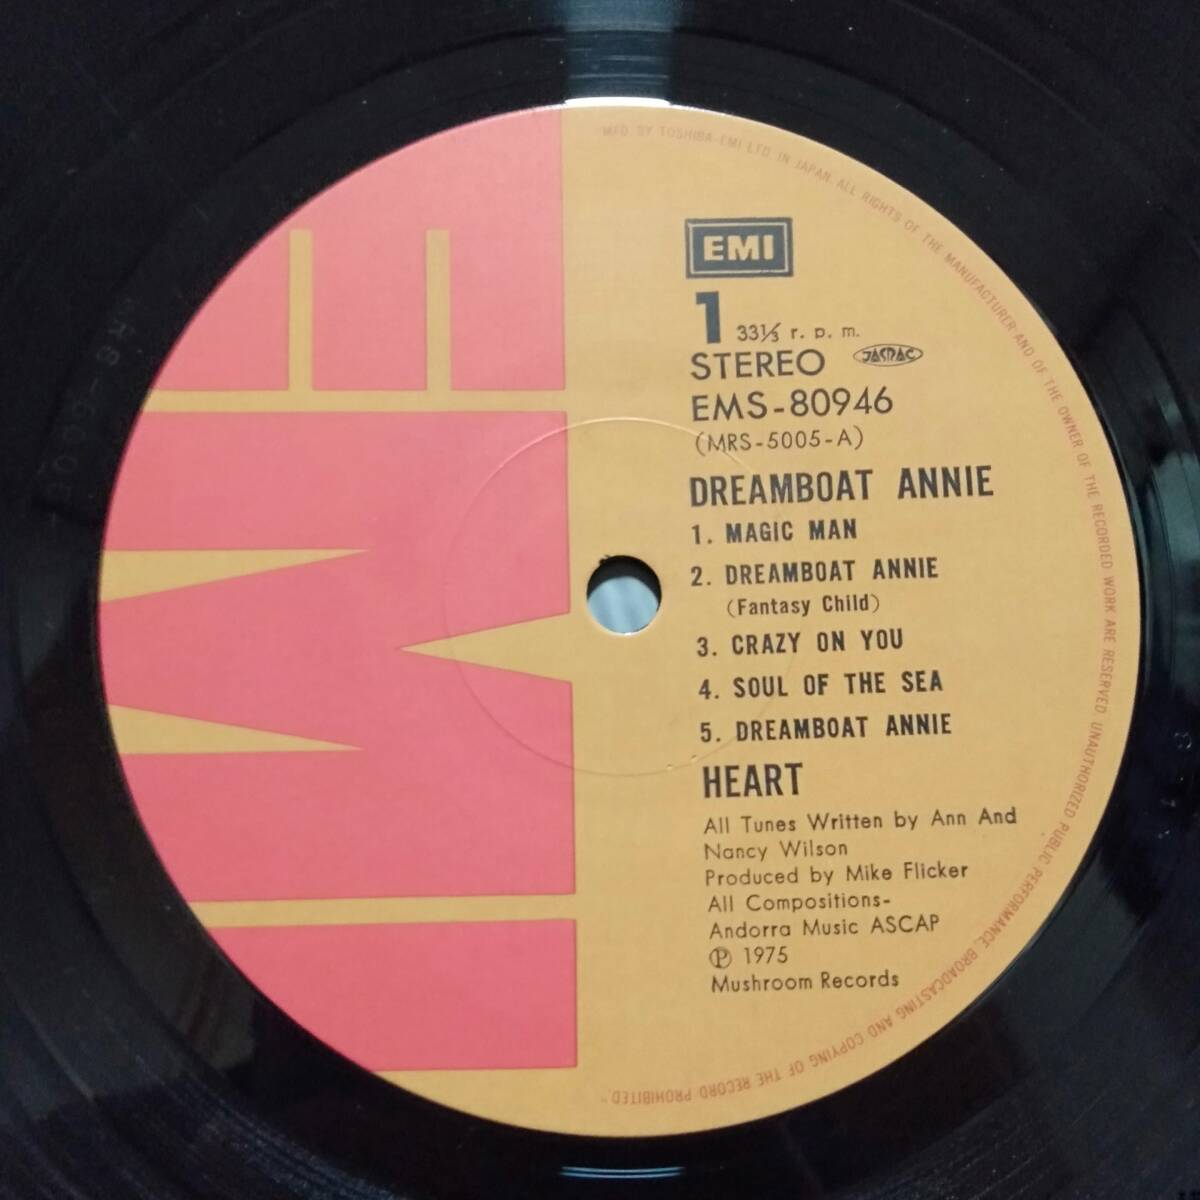 EMI
1 33⅓ r. p. m.
STEREO JASRAC
EMS-80946
(MRS-5005-A)
DREAMBOAT ANNIE
1. MAGIC MAN
2. DREAMBOAT ANNIE
(Fantasy Child)
3. CRAZY ON YOU
4. SOUL OF THE SEA
5. DREAMBOAT ANNIE
HEART
All Tunes Written by Ann And
Nancy Wilson
Produced by Mike Flicker
All Compositions-
Andorra Music ASCAP
℗ 1975
Mushroom Records
BY TOSHIBA-EMI LTD IN JAPAN ALL RIGHTS OF THE MANUFACTURER AND OF THE OWNER OF THE RECORDED WORK ARE RESERVED UNAUTHORIZED PUBLIC PERFORMANCE, BROADCASTING AND COPYING OF THE RECORD PROHIBITED."
EMI